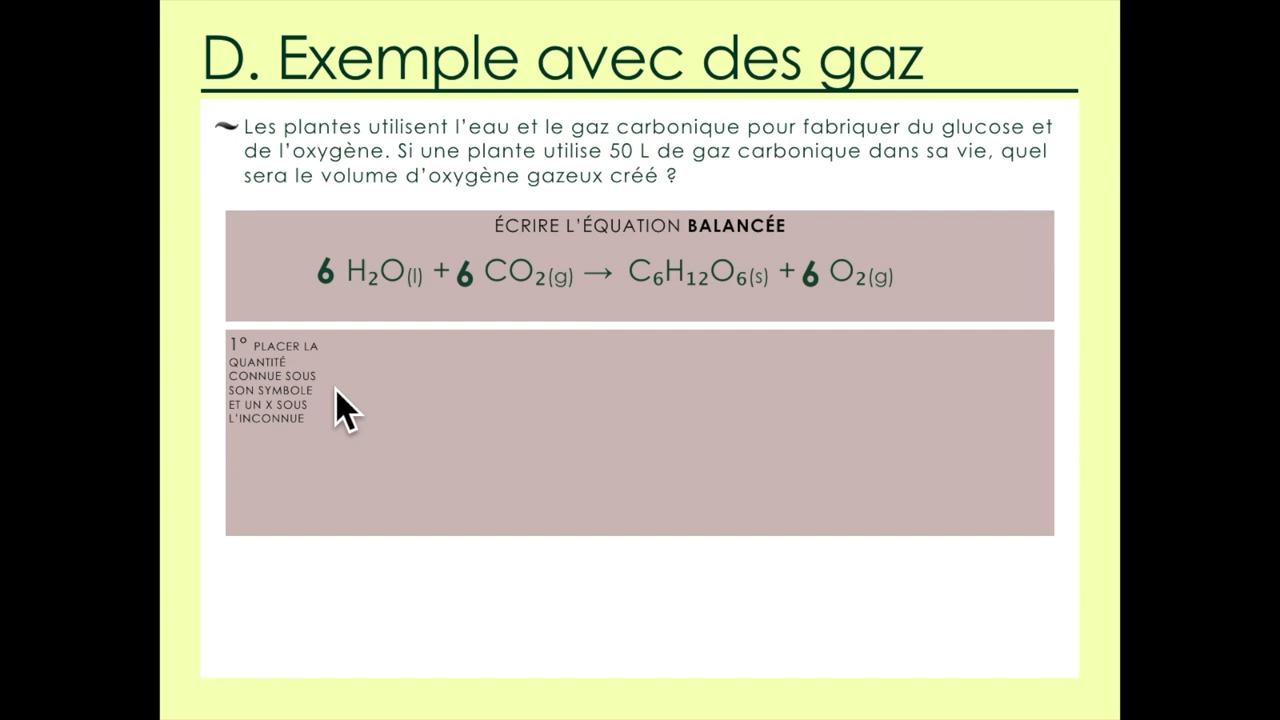 D. Exemple avec des gaz
Les plantes utilisent l'eau et le gaz carbonique pour fabriquer du glucose et
de l'oxygène. Si une plante utilise 50 L de gaz carbonique dans sa vie, quel
sera le volume d'oxygène gazeux créé ?
ÉCRIRE L'ÉQUATION BALANCÉE
6 H₂O(l) + 6 CO₂(g) → C₆H₁₂O₆(s) + 6 O₂(g)
1° PLACER LA
QUANTITÉ
CONNUE SOUS
SON SYMBOLE
ET UN X SOUS
L'INCONNUE